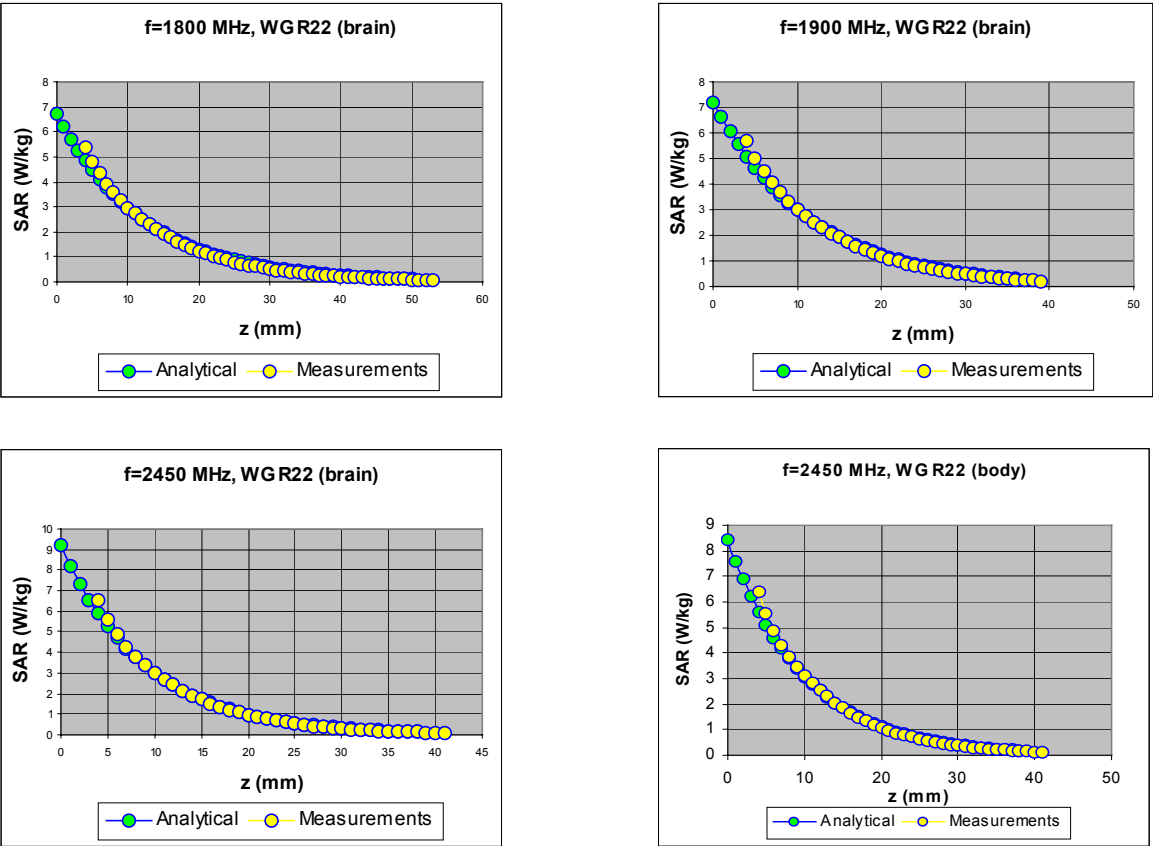 f=1800 MHz, WGR22 (brain)
8
7
6
5
4
3
2
1
0
SAR (W/kg)
0 10 20 30 40 50 60
z (mm)
Analytical Measurements
f=1900 MHz, WGR22 (brain)
8
7
6
5
4
3
2
1
0
SAR (W/kg)
0 10 20 30 40 50
z (mm)
Analytical Measurements
f=2450 MHz, WGR22 (brain)
10
9
8
7
6
5
4
3
2
1
0
SAR (W/kg)
0 5 10 15 20 25 30 35 40 45
z (mm)
Analytical Measurements
f=2450 MHz, WGR22 (body)
9
8
7
6
5
4
3
2
1
0
SAR (W/kg)
0 10 20 30 40 50
z (mm)
Analytical Measurements